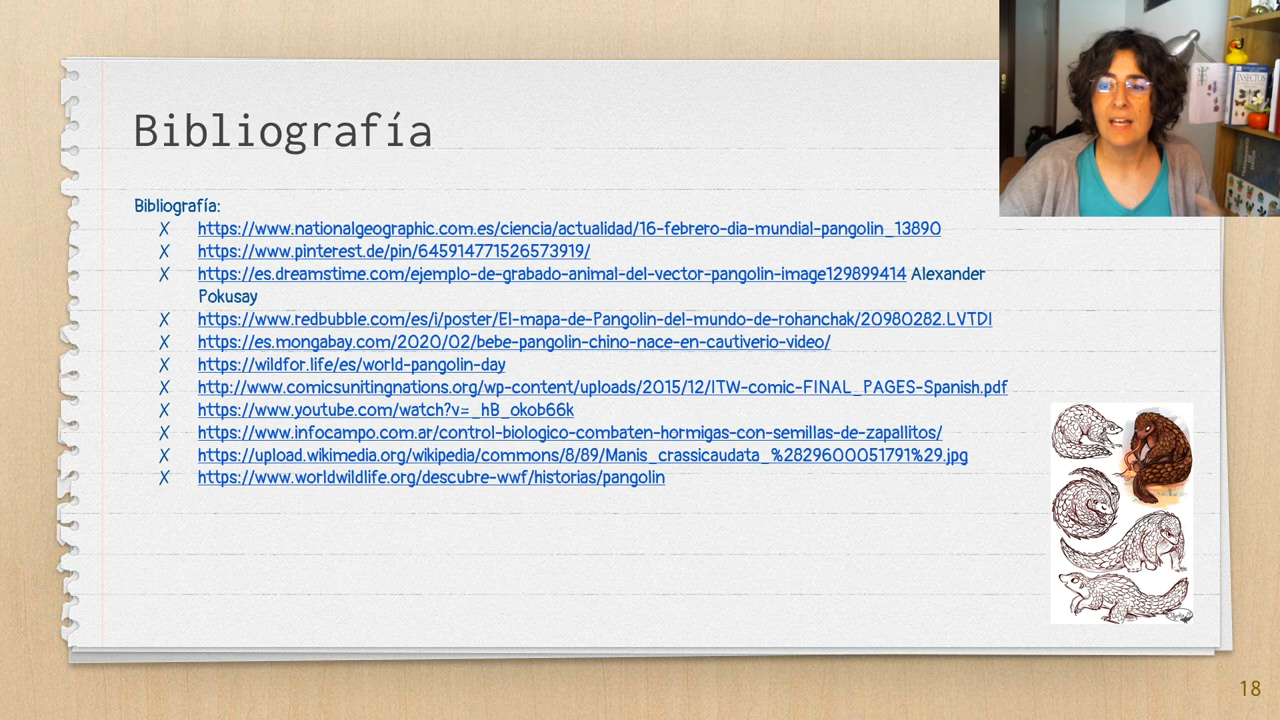 Bibliografía
Bibliografía:
X https://www.nationalgeographic.com.es/ciencia/actualidad/16-febrero-dia-mundial-pangolin_13890
X https://www.pinterest.de/pin/645914771526573919/
X https://es.dreamstime.com/ejemplo-de-grabado-animal-del-vector-pangolin-image129899414 Alexander
Pokusay
X https://www.redbubble.com/es/i/poster/El-mapa-de-Pangolin-del-mundo-de-rohanchak/20980282.LVTDI
X https://es.mongabay.com/2020/02/bebe-pangolin-chino-nace-en-cautiverio-video/
X https://wildfor.life/es/world-pangolin-day
X http://www.comicsunitingnations.org/wp-content/uploads/2015/12/ITW-comic-FINAL_PAGES-Spanish.pdf
X https://www.youtube.com/watch?v=_hB_okob66k
X https://www.infocampo.com.ar/control-biologico-combaten-hormigas-con-semillas-de-zapallitos/
X https://upload.wikimedia.org/wikipedia/commons/8/89/Manis_crassicaudata_%2829600051791%29.jpg
X https://www.worldwildlife.org/descubre-wwf/historias/pangolin
INSECTOS
18